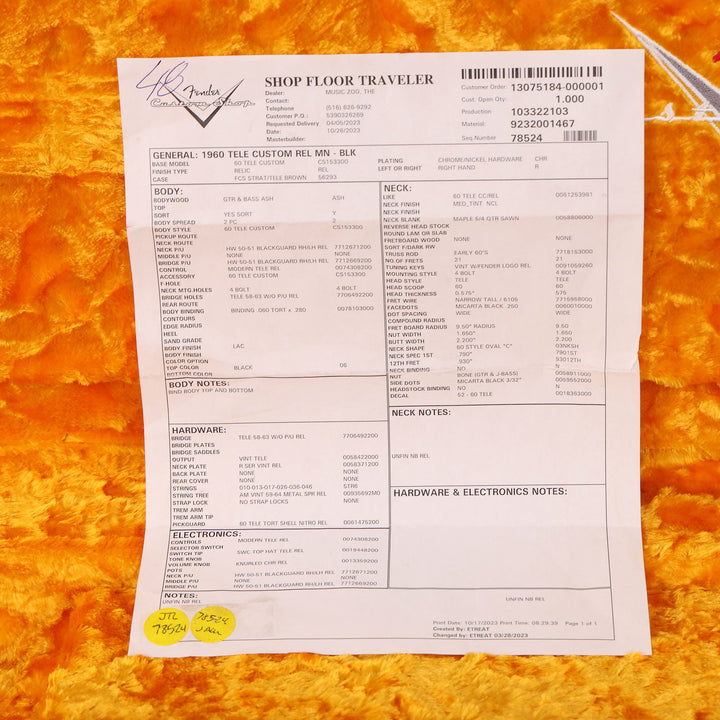 48
Fender
Custom Shop
SHOP FLOOR TRAVELER
Dealer: MUSIC ZOO, THE
Contact:
Telephone (516) 626-9292
Customer P.O.: 5390326269
Requested Delivery 04/05/2023
Date: 10/28/2023
Masterbuilder:
Customer Order: 13075184-000001
Cust. Open Qty: 1.000
Production 103322103
Material: 9232001467
Seq.Number 78524
GENERAL: 1960 TELE CUSTOM REL MN - BLK
BASE MODEL 60 TELE CUSTOM CS153300 PLATING CHROME/NICKEL HARDWARE CHR
FINISH TYPE RELIC REL LEFT OR RIGHT RIGHT HAND R
CASE FCS STRAT/TELE BROWN 56293
BODY:
BODYWOOD GTR & BASS ASH ASH
TOP
SORT YES SORT Y
BODY SPREAD 2 PC 2
BODY STYLE 60 TELE CUSTOM CS153300
PICKUP ROUTE
NECK ROUTE
NECK P/U HW 50-51 BLACKGUARD RH/LH REL 7712671200
MIDDLE P/U NONE NONE
BRIDGE P/U HW 50-51 BLACKGUARD RH/LH REL 7712669200
CONTROL MODERN TELE REL 0074308200
ACCESSORY 60 TELE CUSTOM CS153300
F-HOLE
NECK MTG.HOLES 4 BOLT 4 BOLT
BRIDGE HOLES TELE 58-63 W/O P/U REL 7706492200
REAR ROUTE
BODY BINDING BINDING .060 TORT x .280 0078103000
CONTOURS
EDGE RADIUS
HEEL
SAND GRADE
BODY FINISH LAC
BODY FINISH
COLOR OPTION
TOP COLOR BLACK 06
BOTTOM COLOR
BODY NOTES:
BIND BODY TOP AND BOTTOM
HARDWARE:
BRIDGE TELE 58-63 W/O P/U REL 7706492200
BRIDGE PLATES
BRIDGE SADDLES
OUTPUT VINT TELE 0058422000
NECK PLATE R SER VINT REL 0058371200
BACK PLATE NONE NONE
REAR COVER NONE NONE
STRINGS 010-013-017-026-036-046 STR6
STRING TREE AM VINT 59-64 METAL SPR REL 00935692M0
STRAP LOCK NO STRAP LOCKS NONE
TREM ARM
TREM ARM TIP
PICKGUARD 60 TELE TORT SHELL NITRO REL 0061475200
ELECTRONICS:
CONTROLS MODERN TELE REL 0074308200
SELECTOR SWITCH
SWITCH TIP SWC TOP HAT TELE REL 0019448200
TONE KNOB
VOLUME KNOB KNURLED CHR REL 0013359200
POTS
NECK P/U HW 50-51 BLACKGUARD RH/LH REL 7712671200
MIDDLE P/U NONE NONE
BRIDGE P/U HW 50-51 BLACKGUARD RH/LH REL 7712669200
NECK:
LIKE 60 TELE CC/REL 0061253981
NECK FINISH MED_TINT NCL
NECK FINISH
NECK BLANK MAPLE 5/4 QTR SAWN 0058806000
REVERSE HEAD STOCK
ROUND LAM OR SLAB
FRETBOARD WOOD NONE NONE
SORT F/DARK RW
TRUSS ROD EARLY 60'S 7718153000
NO.OF FRETS 21 21
TUNING KEYS VINT W/FENDER LOGO REL 0091059260
MOUNTING STYLE 4 BOLT 4 BOLT
HEAD STYLE TELE TELE
HEAD SCOOP 60 60
HEAD THICKNESS 0.575" 575
FRET WIRE NARROW TALL / 6105 7715958000
FACEDOTS MICARTA BLACK .250 0060010000
DOT SPACING WIDE WIDE
COMPOUND RADIUS
FRET BOARD RADIUS 9.50" RADIUS 9.50
NUT WIDTH 1.650" 1.650
BUTT WIDTH 2.200" 2.200
NECK SHAPE 60 STYLE OVAL "C" 03NKSH
NECK SPEC 1ST .790" 7901ST
12TH FRET .930" 93012TH
NECK BINDING NO N
NUT BONE (GTR & J-BASS) 0058911000
SIDE DOTS MICARTA BLACK 3/32" 0059552000
HEADSTOCK BINDING NO N
DECAL 52 - 60 TELE 0018363000
NECK NOTES:
UNFIN NB REL
HARDWARE & ELECTRONICS NOTES:
NOTES:
UNFIN NB REL UNFIN NB REL
JTL
78524
78524
Print Date: 10/17/2023 Print Time: 08:29:39 Page 1 of 1
Created By: ETREAT
Changed by: ETREAT 03/28/2023